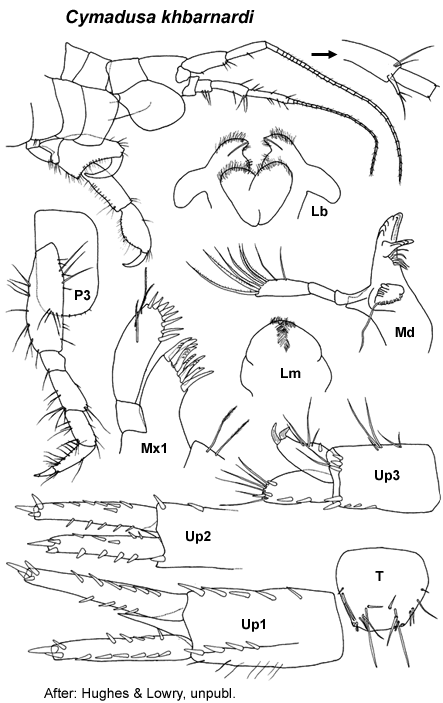 Cymadusa khbarnardi
Lb
P3
Md
Lm
Mx1
Up3
Up2
T
Up1
After: Hughes & Lowry, unpubl.